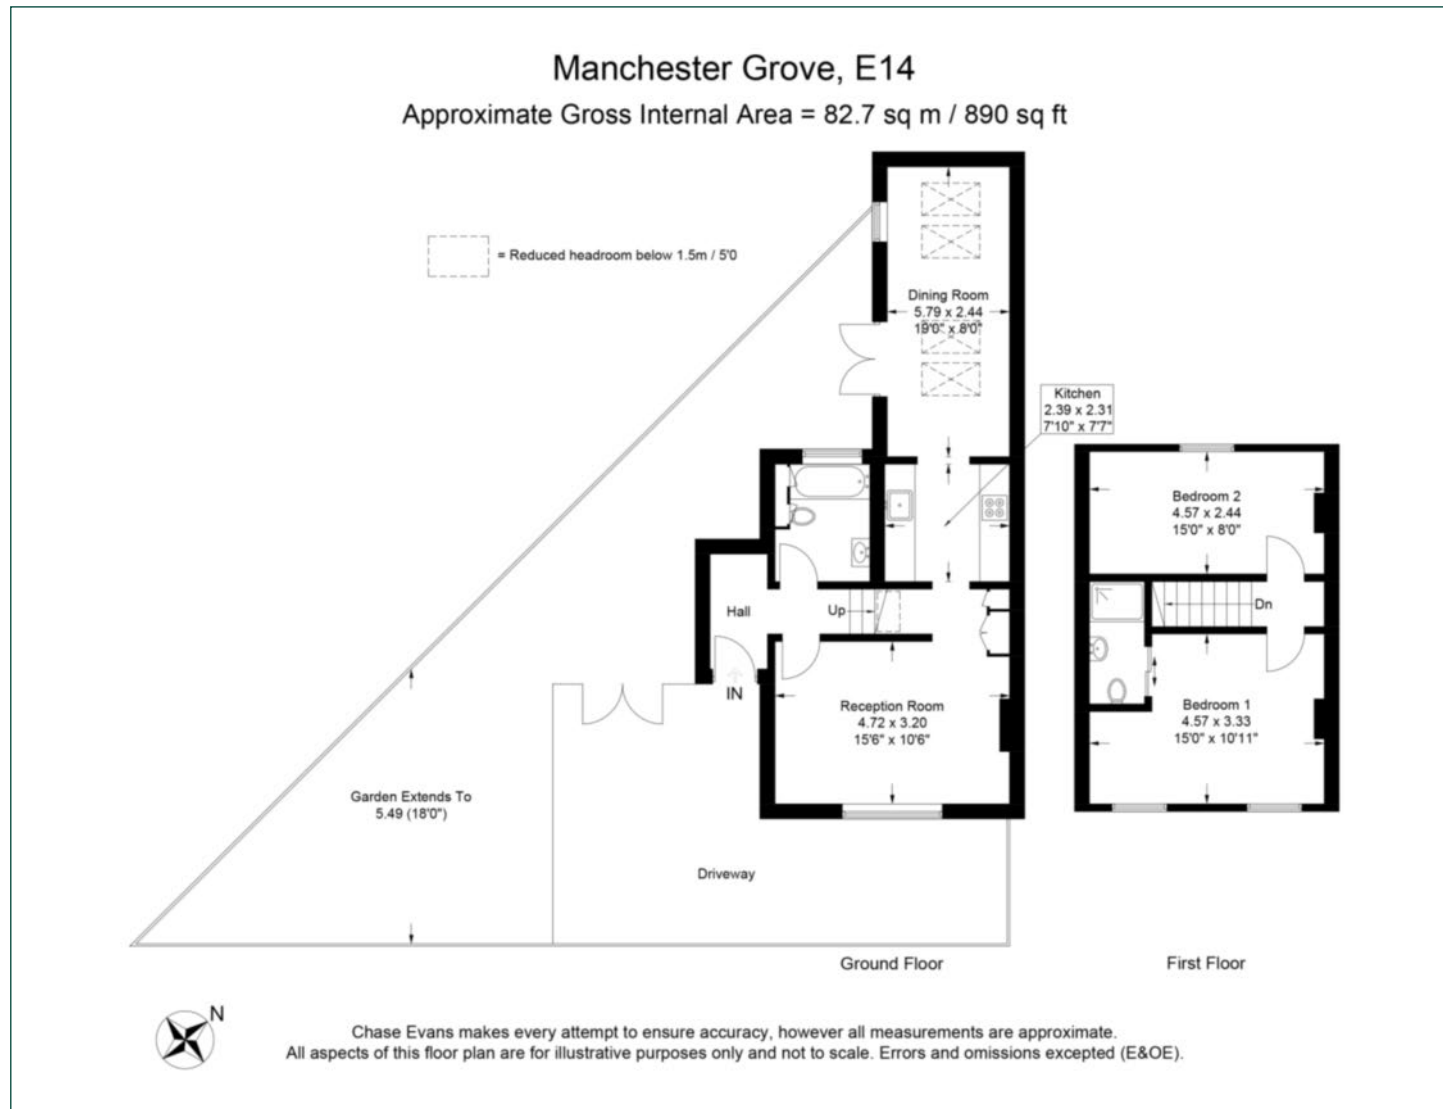 Manchester Grove, E14
Approximate Gross Internal Area = 82.7 sq m / 890 sq ft
= Reduced headroom below 1.5m / 5'0
Dining Room
5.79 x 2.44
19'0" x 8'0"
Kitchen
2.39 x 2.31
7'10" x 7'7"
Bedroom 2
4.57 x 2.44
15'0" x 8'0"
Hall
Up
Dn
IN
Reception Room
4.72 x 3.20
15'6" x 10'6"
Bedroom 1
4.57 x 3.33
15'0" x 10'11"
Garden Extends To
5.49 (18'0")
Driveway
Ground Floor
First Floor
N
Chase Evans makes every attempt to ensure accuracy, however all measurements are approximate.
All aspects of this floor plan are for illustrative purposes only and not to scale. Errors and omissions excepted (E&OE).